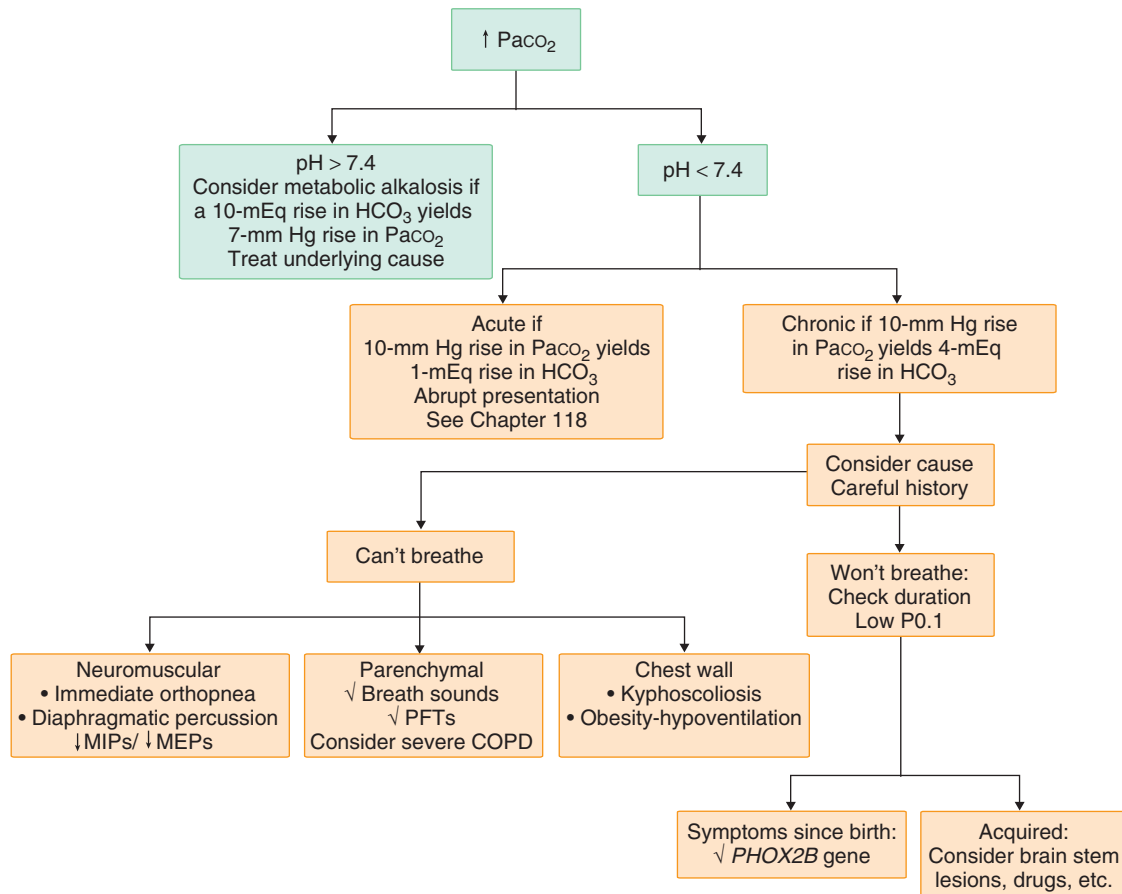 ↑ PaCO₂
pH > 7.4
Consider metabolic alkalosis if
a 10-mEq rise in HCO₃ yields
7-mm Hg rise in PaCO₂
Treat underlying cause
pH < 7.4
Acute if
10-mm Hg rise in PaCO₂ yields
1-mEq rise in HCO₃
Abrupt presentation
See Chapter 118
Chronic if 10-mm Hg rise
in PaCO₂ yields 4-mEq
rise in HCO₃
Consider cause
Careful history
Can't breathe
Won't breathe:
Check duration
Low P0.1
Neuromuscular
• Immediate orthopnea
• Diaphragmatic percussion
↓MIPs/ ↓MEPs
Parenchymal
√ Breath sounds
√ PFTs
Consider severe COPD
Chest wall
• Kyphoscoliosis
• Obesity-hypoventilation
Symptoms since birth:
√ PHOX2B gene
Acquired:
Consider brain stem
lesions, drugs, etc.